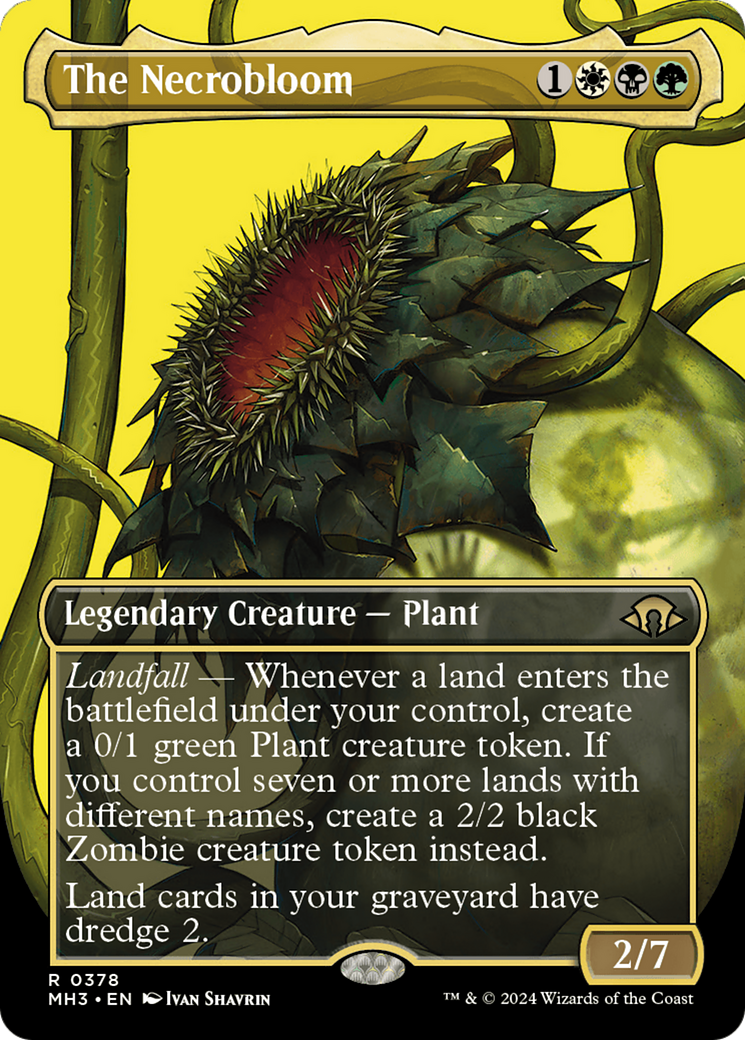 The Necrobloom 1
Legendary Creature — Plant
Landfall — Whenever a land enters the
battlefield under your control, create
a 0/1 green Plant creature token. If
you control seven or more lands with
different names, create a 2/2 black
Zombie creature token instead.
Land cards in your graveyard have
dredge 2.
2/7
R 0378
MH3 • EN Ivan Shavrin
™ & © 2024 Wizards of the Coast